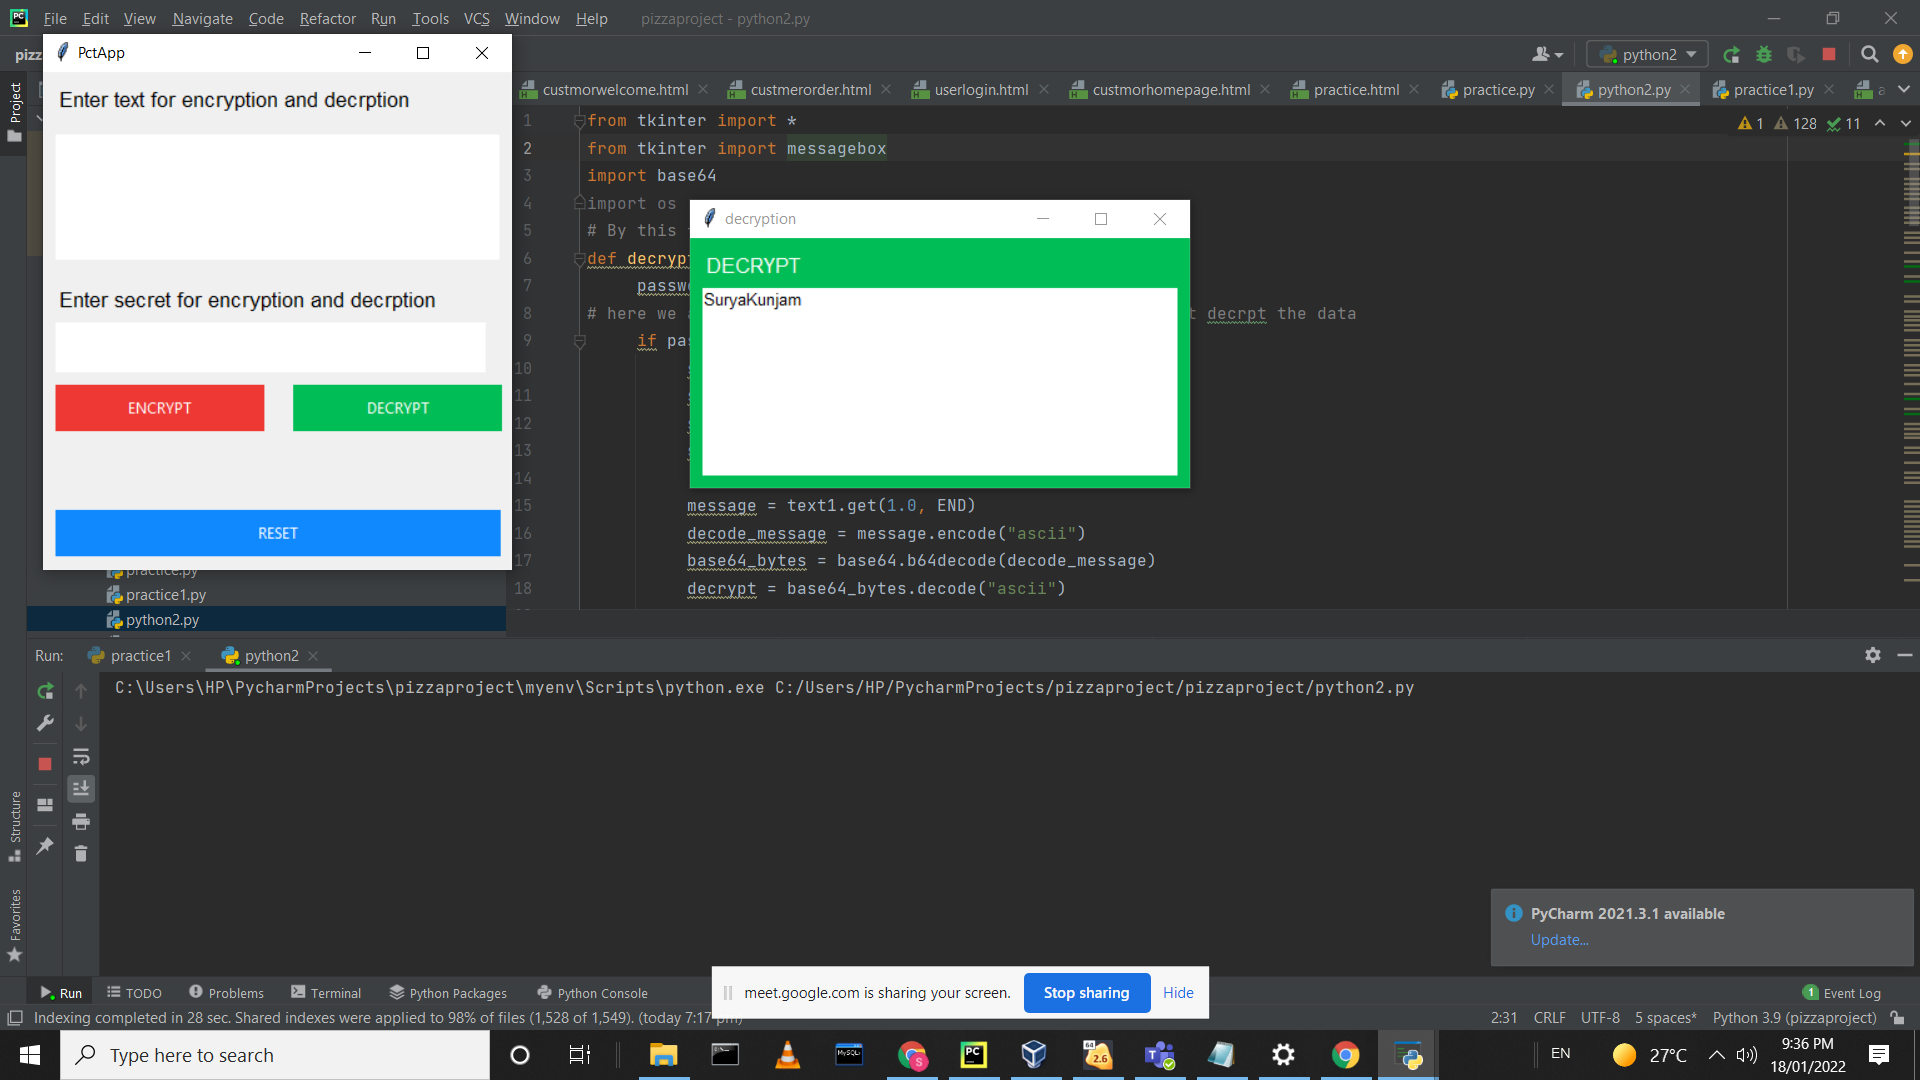 File Edit View Navigate Code Refactor Run Tools VCS Window Help pizzaproject - python2.py
PctApp
Enter text for encryption and decrption
Enter secret for encryption and decrption
ENCRYPT DECRYPT
RESET
python2
custmorwelcome.html custmerorder.html userlogin.html custmorhomepage.html practice.html practice.py python2.py practice1.py
1 128 11
1 from tkinter import *
2 from tkinter import messagebox
3 import base64
4 import os
5 # By this
6 def decrypt
7
8 # here we decrpt the data
9 if
10
11
12
13
14
15 message = text1.get(1.0, END)
16 decode_message = message.encode("ascii")
17 base64_bytes = base64.b64decode(decode_message)
18 decrypt = base64_bytes.decode("ascii")
decryption
DECRYPT
SuryaKunjam
Project
practice.py
practice1.py
python2.py
Run: practice1 python2
C:\Users\HP\PycharmProjects\pizzaproject\myenv\Scripts\python.exe C:/Users/HP/PycharmProjects/pizzaproject/pizzaproject/python2.py
Structure
Favorites
PyCharm 2021.3.1 available
Update...
Run TODO Problems Terminal Python Packages Python Console
1 Event Log
meet.google.com is sharing your screen. Stop sharing Hide
Indexing completed in 28 sec. Shared indexes were applied to 98% of files (1,528 of 1,549). (today 7:17 pm)
2:31 CRLF UTF-8 5 spaces* Python 3.9 (pizzaproject)
Type here to search
EN 27°C 9:36 PM
18/01/2022